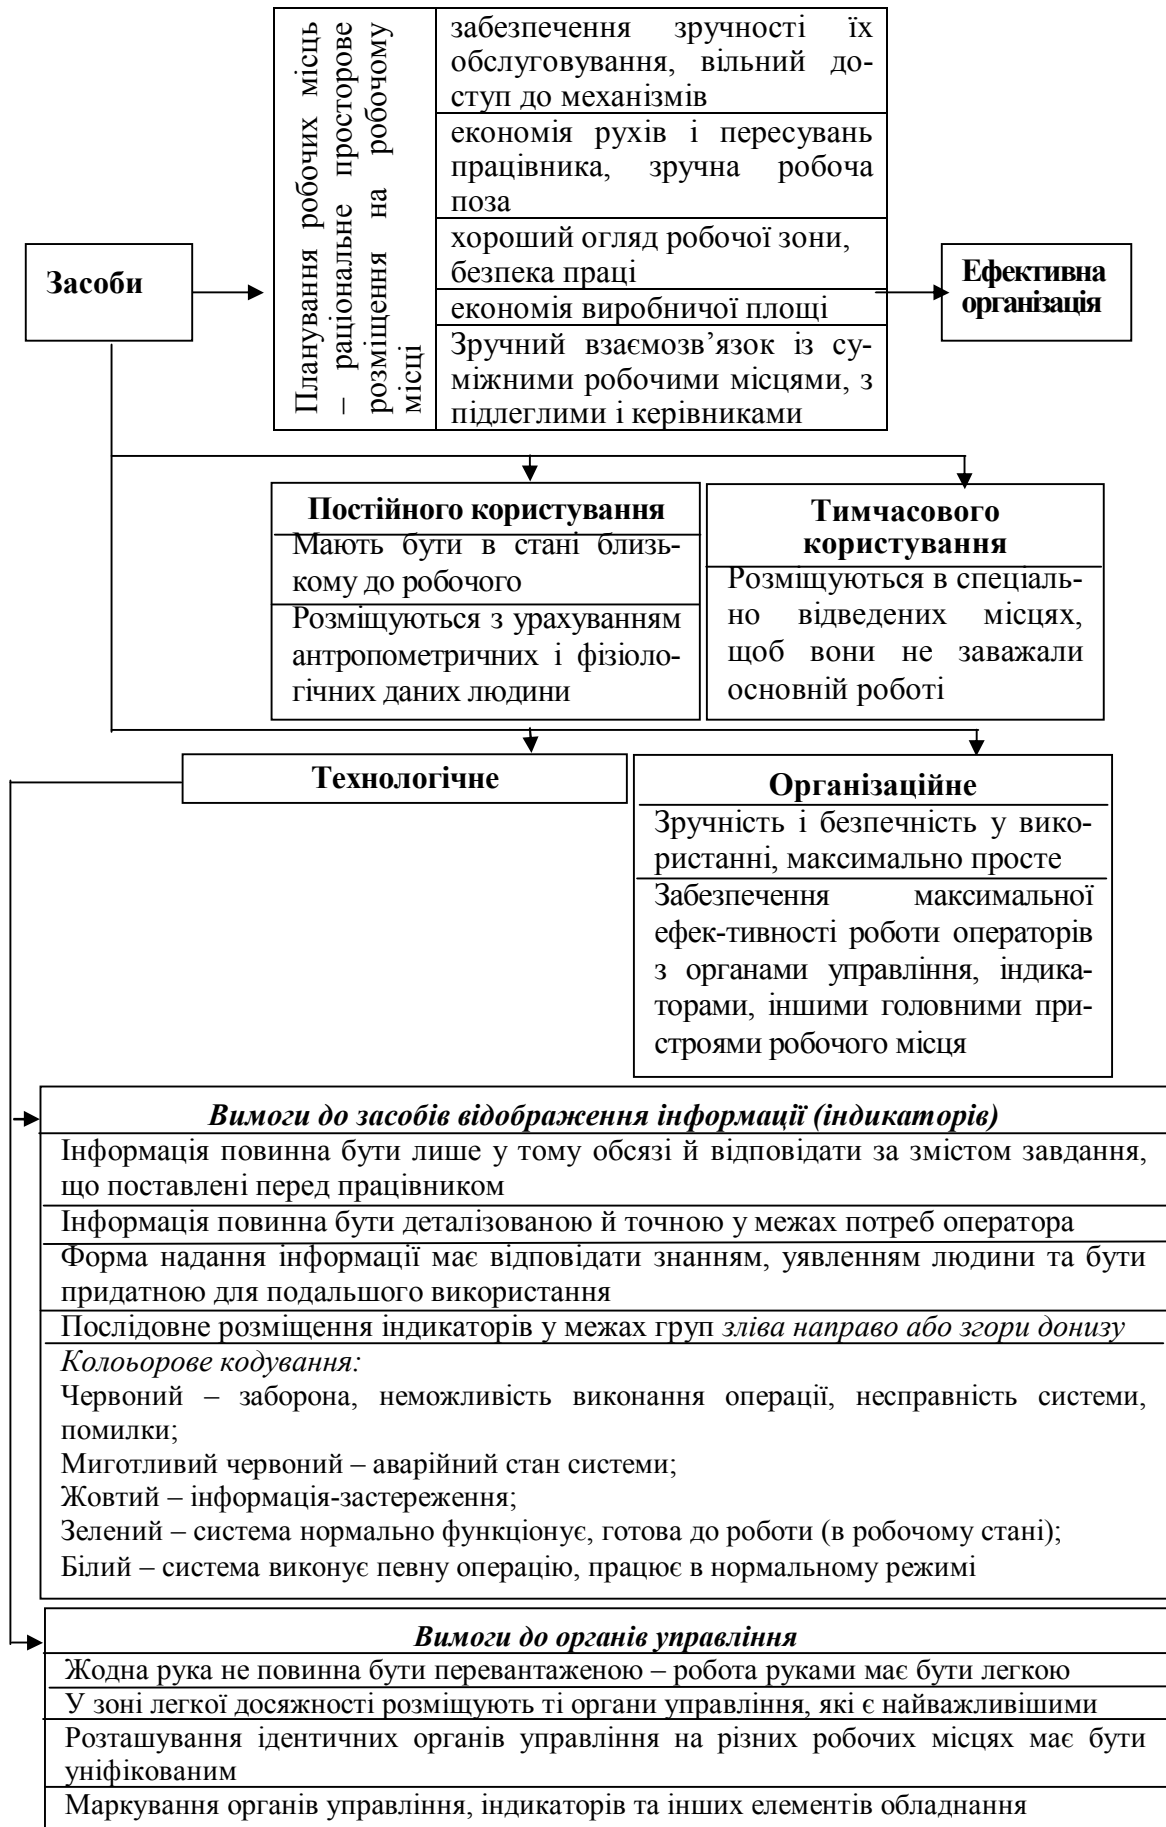 Планування робочих місць
– раціональне просторове
розміщення на робочому
місці
забезпечення зручності їх
обслуговування, вільний до-
ступ до механізмів
економія рухів і пересувань
працівника, зручна робоча
поза
хороший огляд робочої зони,
безпека праці
економія виробничої площі
Зручний взаємозв’язок із су-
міжними робочими місцями, з
підлеглими і керівниками
Засоби
Ефективна
організація
Постійного користування
Мають бути в стані близь-
кому до робочого
Розміщуються з урахуванням
антропометричних і фізіоло-
гічних даних людини
Тимчасового
користування
Розміщуються в спеціаль-
но відведених місцях,
щоб вони не заважали
основній роботі
Технологічне
Організаційне
Зручність і безпечність у вико-
ристанні, максимально просте
Забезпечення максимальної
ефек-тивності роботи операторів
з органами управління, індика-
торами, іншими головними при-
строями робочого місця
Вимоги до засобів відображення інформації (індикаторів)
Інформація повинна бути лише у тому обсязі й відповідати за змістом завдання,
що поставлені перед працівником
Інформація повинна бути деталізованою й точною у межах потреб оператора
Форма надання інформації має відповідати знанням, уявленням людини та бути
придатною для подальшого використання
Послідовне розміщення індикаторів у межах груп зліва направо або згори донизу
Колоьорове кодування:
Червоний – заборона, неможливість виконання операції, несправність системи,
помилки;
Миготливий червоний – аварійний стан системи;
Жовтий – інформація-застереження;
Зелений – система нормально функціонує, готова до роботи (в робочому стані);
Білий – система виконує певну операцію, працює в нормальному режимі
Вимоги до органів управління
Жодна рука не повинна бути перевантаженою – робота руками має бути легкою
У зоні легкої досяжності розміщують ті органи управління, які є найважливішими
Розташування ідентичних органів управління на різних робочих місцях має бути
уніфікованим
Маркування органів управління, індикаторів та інших елементів обладнання